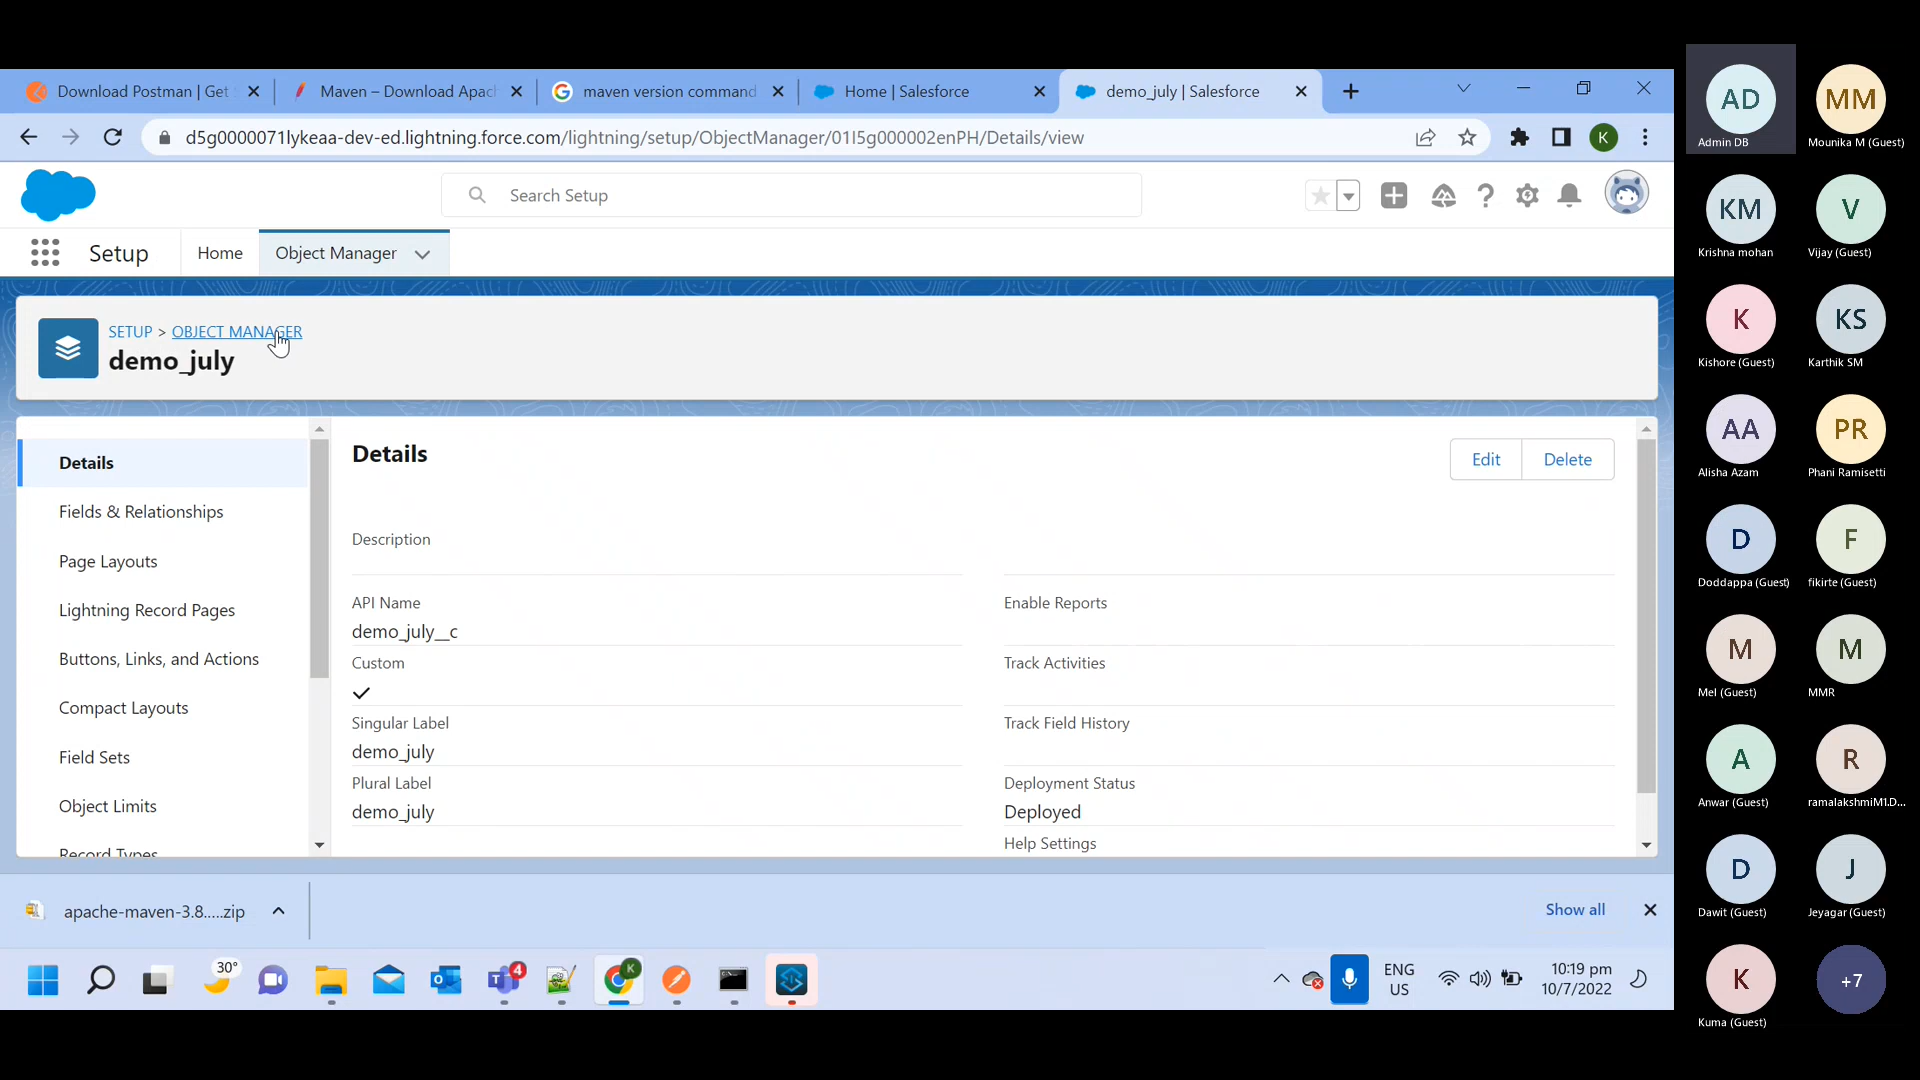 Download Postman | Get
Maven – Download Apac
maven version command
Home | Salesforce
demo_july | Salesforce
d5g0000071lykeaa-dev-ed.lightning.force.com/lightning/setup/ObjectManager/01I5g000002enPH/Details/view
K
Search Setup
Setup
Home
Object Manager
SETUP > OBJECT MANAGER
demo_july
Details
Fields & Relationships
Page Layouts
Lightning Record Pages
Buttons, Links, and Actions
Compact Layouts
Field Sets
Object Limits
Record Types
Details
Edit
Delete
Description
API Name
demo_july__c
Custom
Singular Label
demo_july
Plural Label
demo_july
Enable Reports
Track Activities
Track Field History
Deployment Status
Deployed
Help Settings
apache-maven-3.8.....zip
Show all
30°
4
K
ENG
US
10:19 pm
10/7/2022
AD
Admin DB
MM
Mounika M (Guest)
KM
Krishna mohan
V
Vijay (Guest)
K
Kishore (Guest)
KS
Karthik SM
AA
Alisha Azam
PR
Phani Ramisetti
D
Doddappa (Guest)
F
fikirte (Guest)
M
Mel (Guest)
M
MMR
A
Anwar (Guest)
R
ramalakshmiM1.D...
D
Dawit (Guest)
J
Jeyagar (Guest)
K
Kuma (Guest)
+7